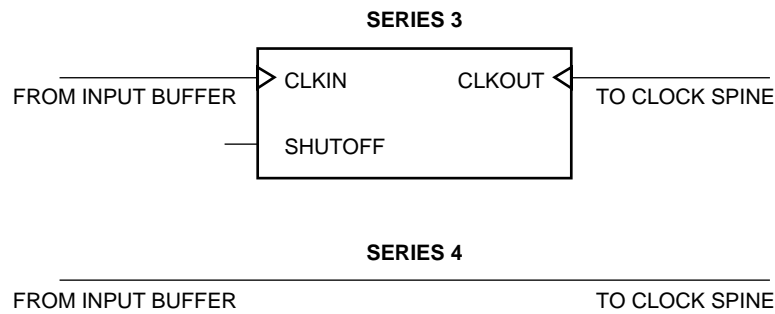 SERIES 3
CLKIN CLKOUT
FROM INPUT BUFFER TO CLOCK SPINE
SHUTOFF
SERIES 4
FROM INPUT BUFFER TO CLOCK SPINE